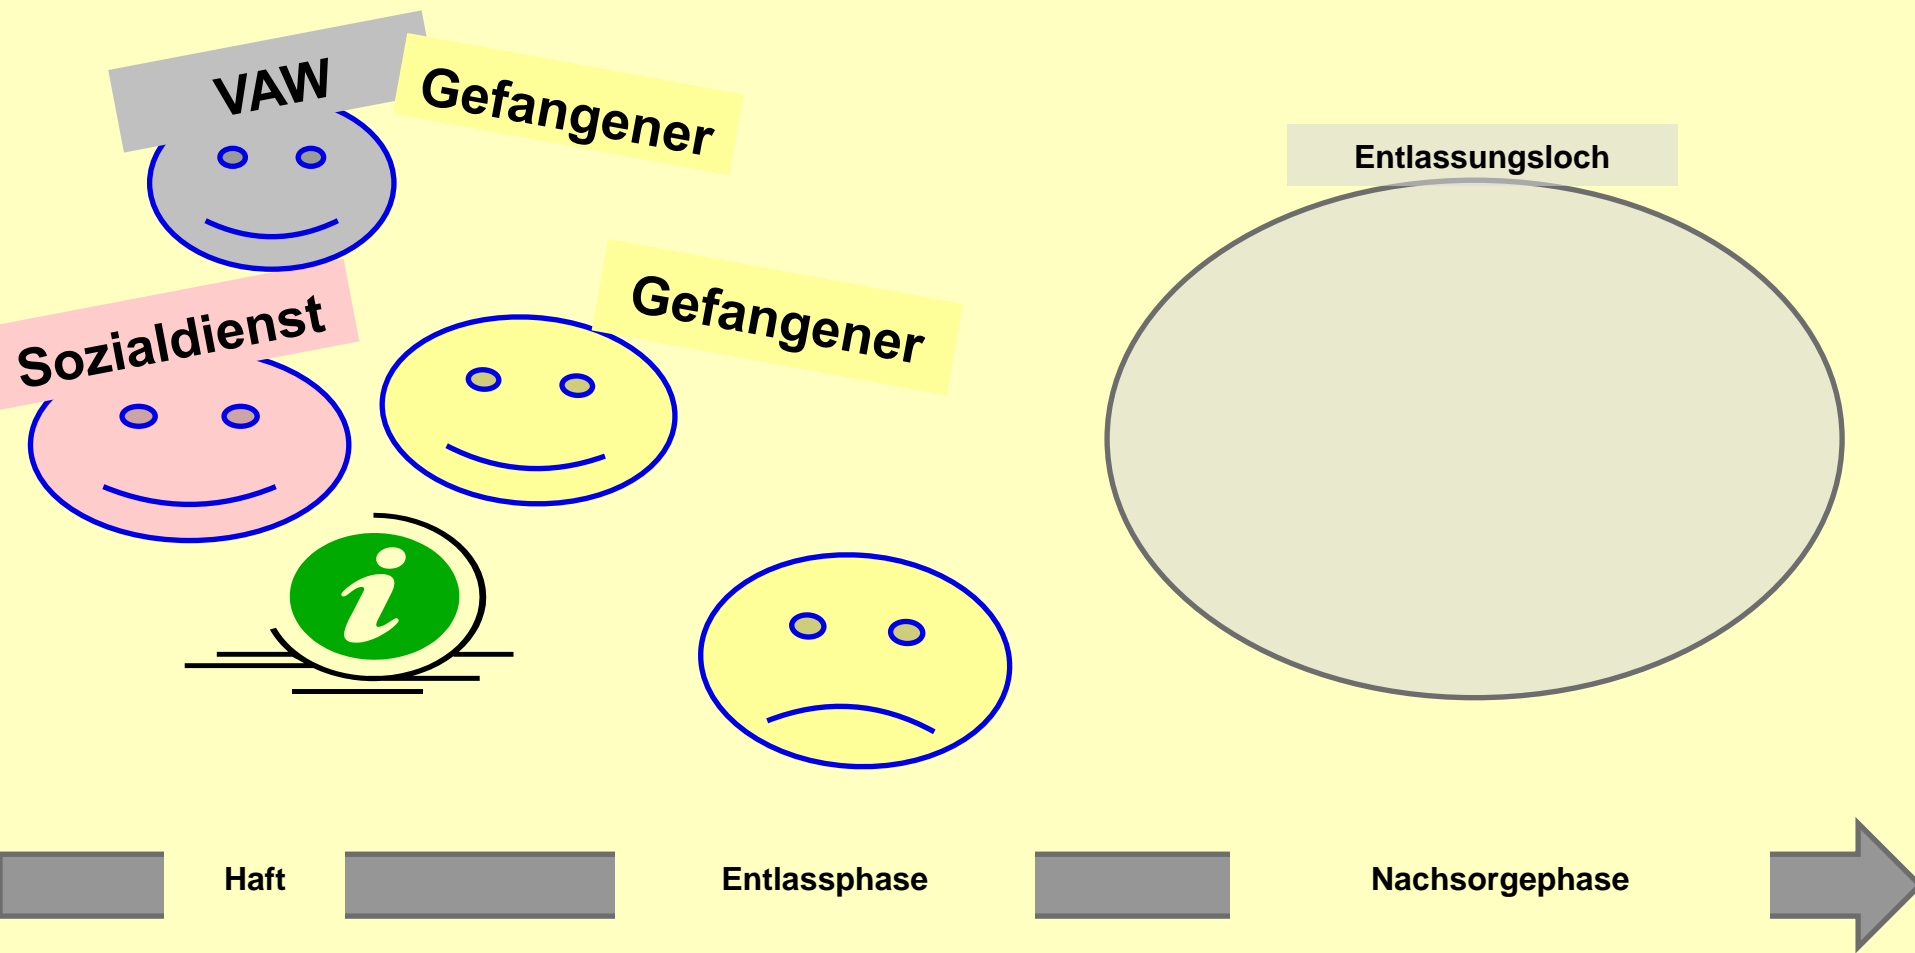 VAW
Gefangener
Entlassungsloch
Gefangener
Sozialdienst
i
Haft
Entlassphase
Nachsorgephase